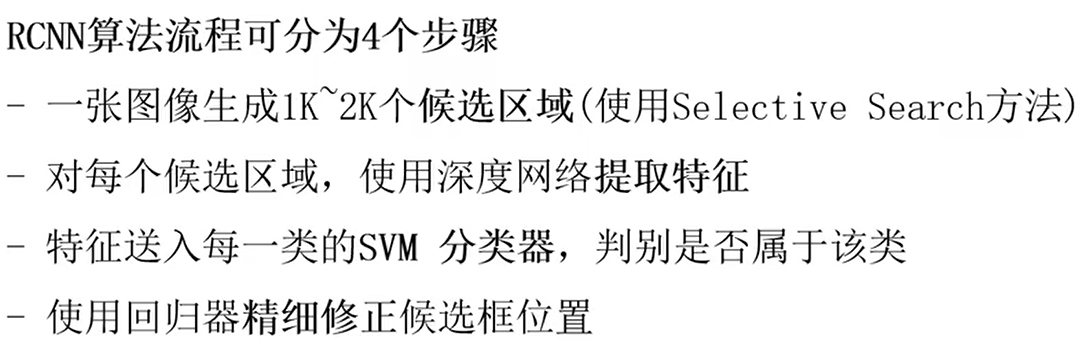 RCNN算法流程可分为4个步骤
- 一张图像生成1K~2K个候选区域(使用Selective Search方法)
- 对每个候选区域，使用深度网络提取特征
- 特征送入每一类的SVM 分类器，判别是否属于该类
- 使用回归器精细修正候选框位置